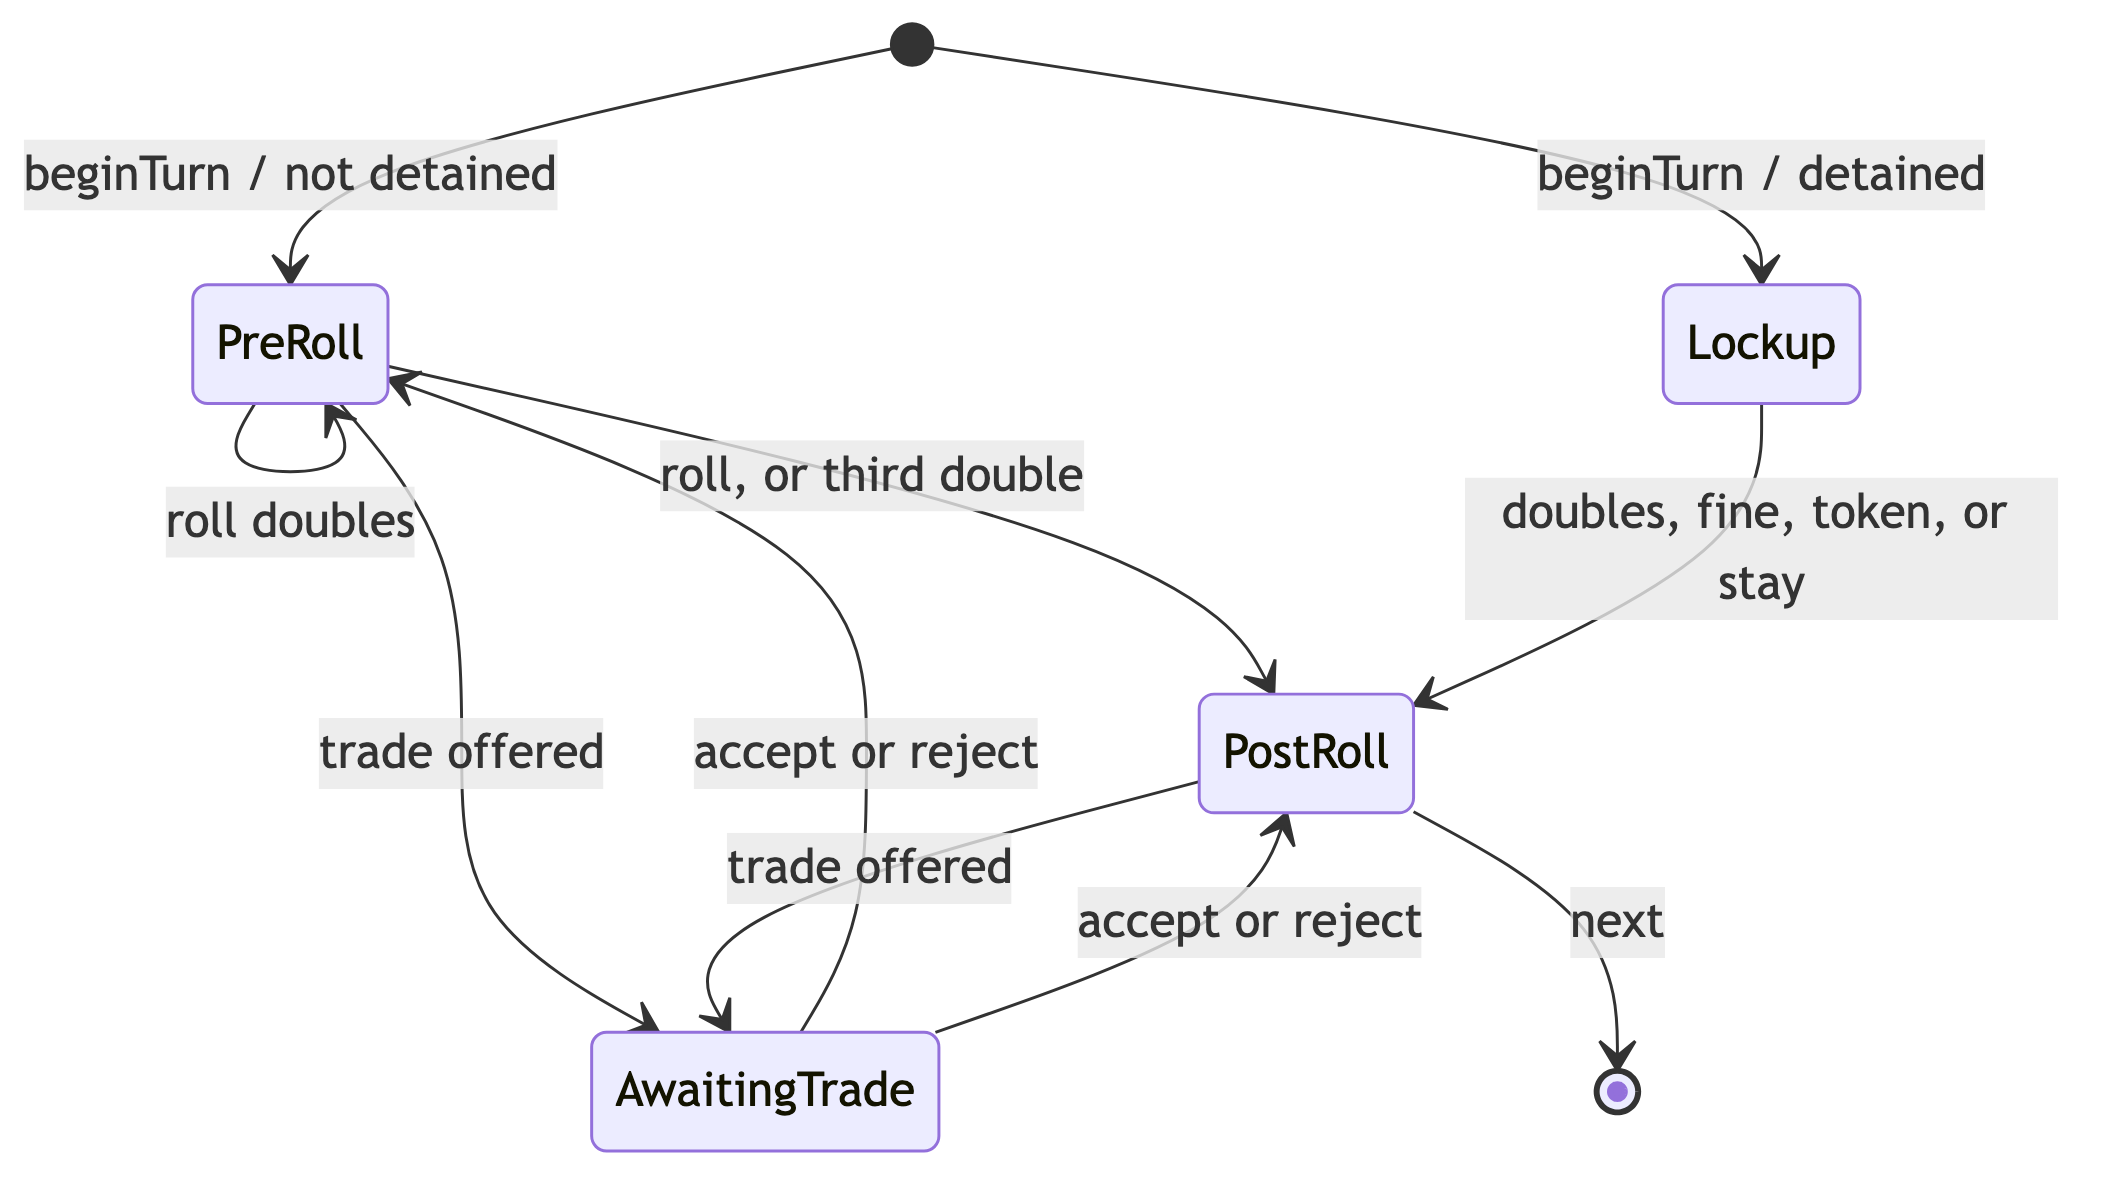 beginTurn / not detained
beginTurn / detained
PreRoll
Lockup
roll, or third double
roll doubles
doubles, fine, token, or
stay
trade offered
accept or reject
PostRoll
trade offered
accept or reject
next
AwaitingTrade